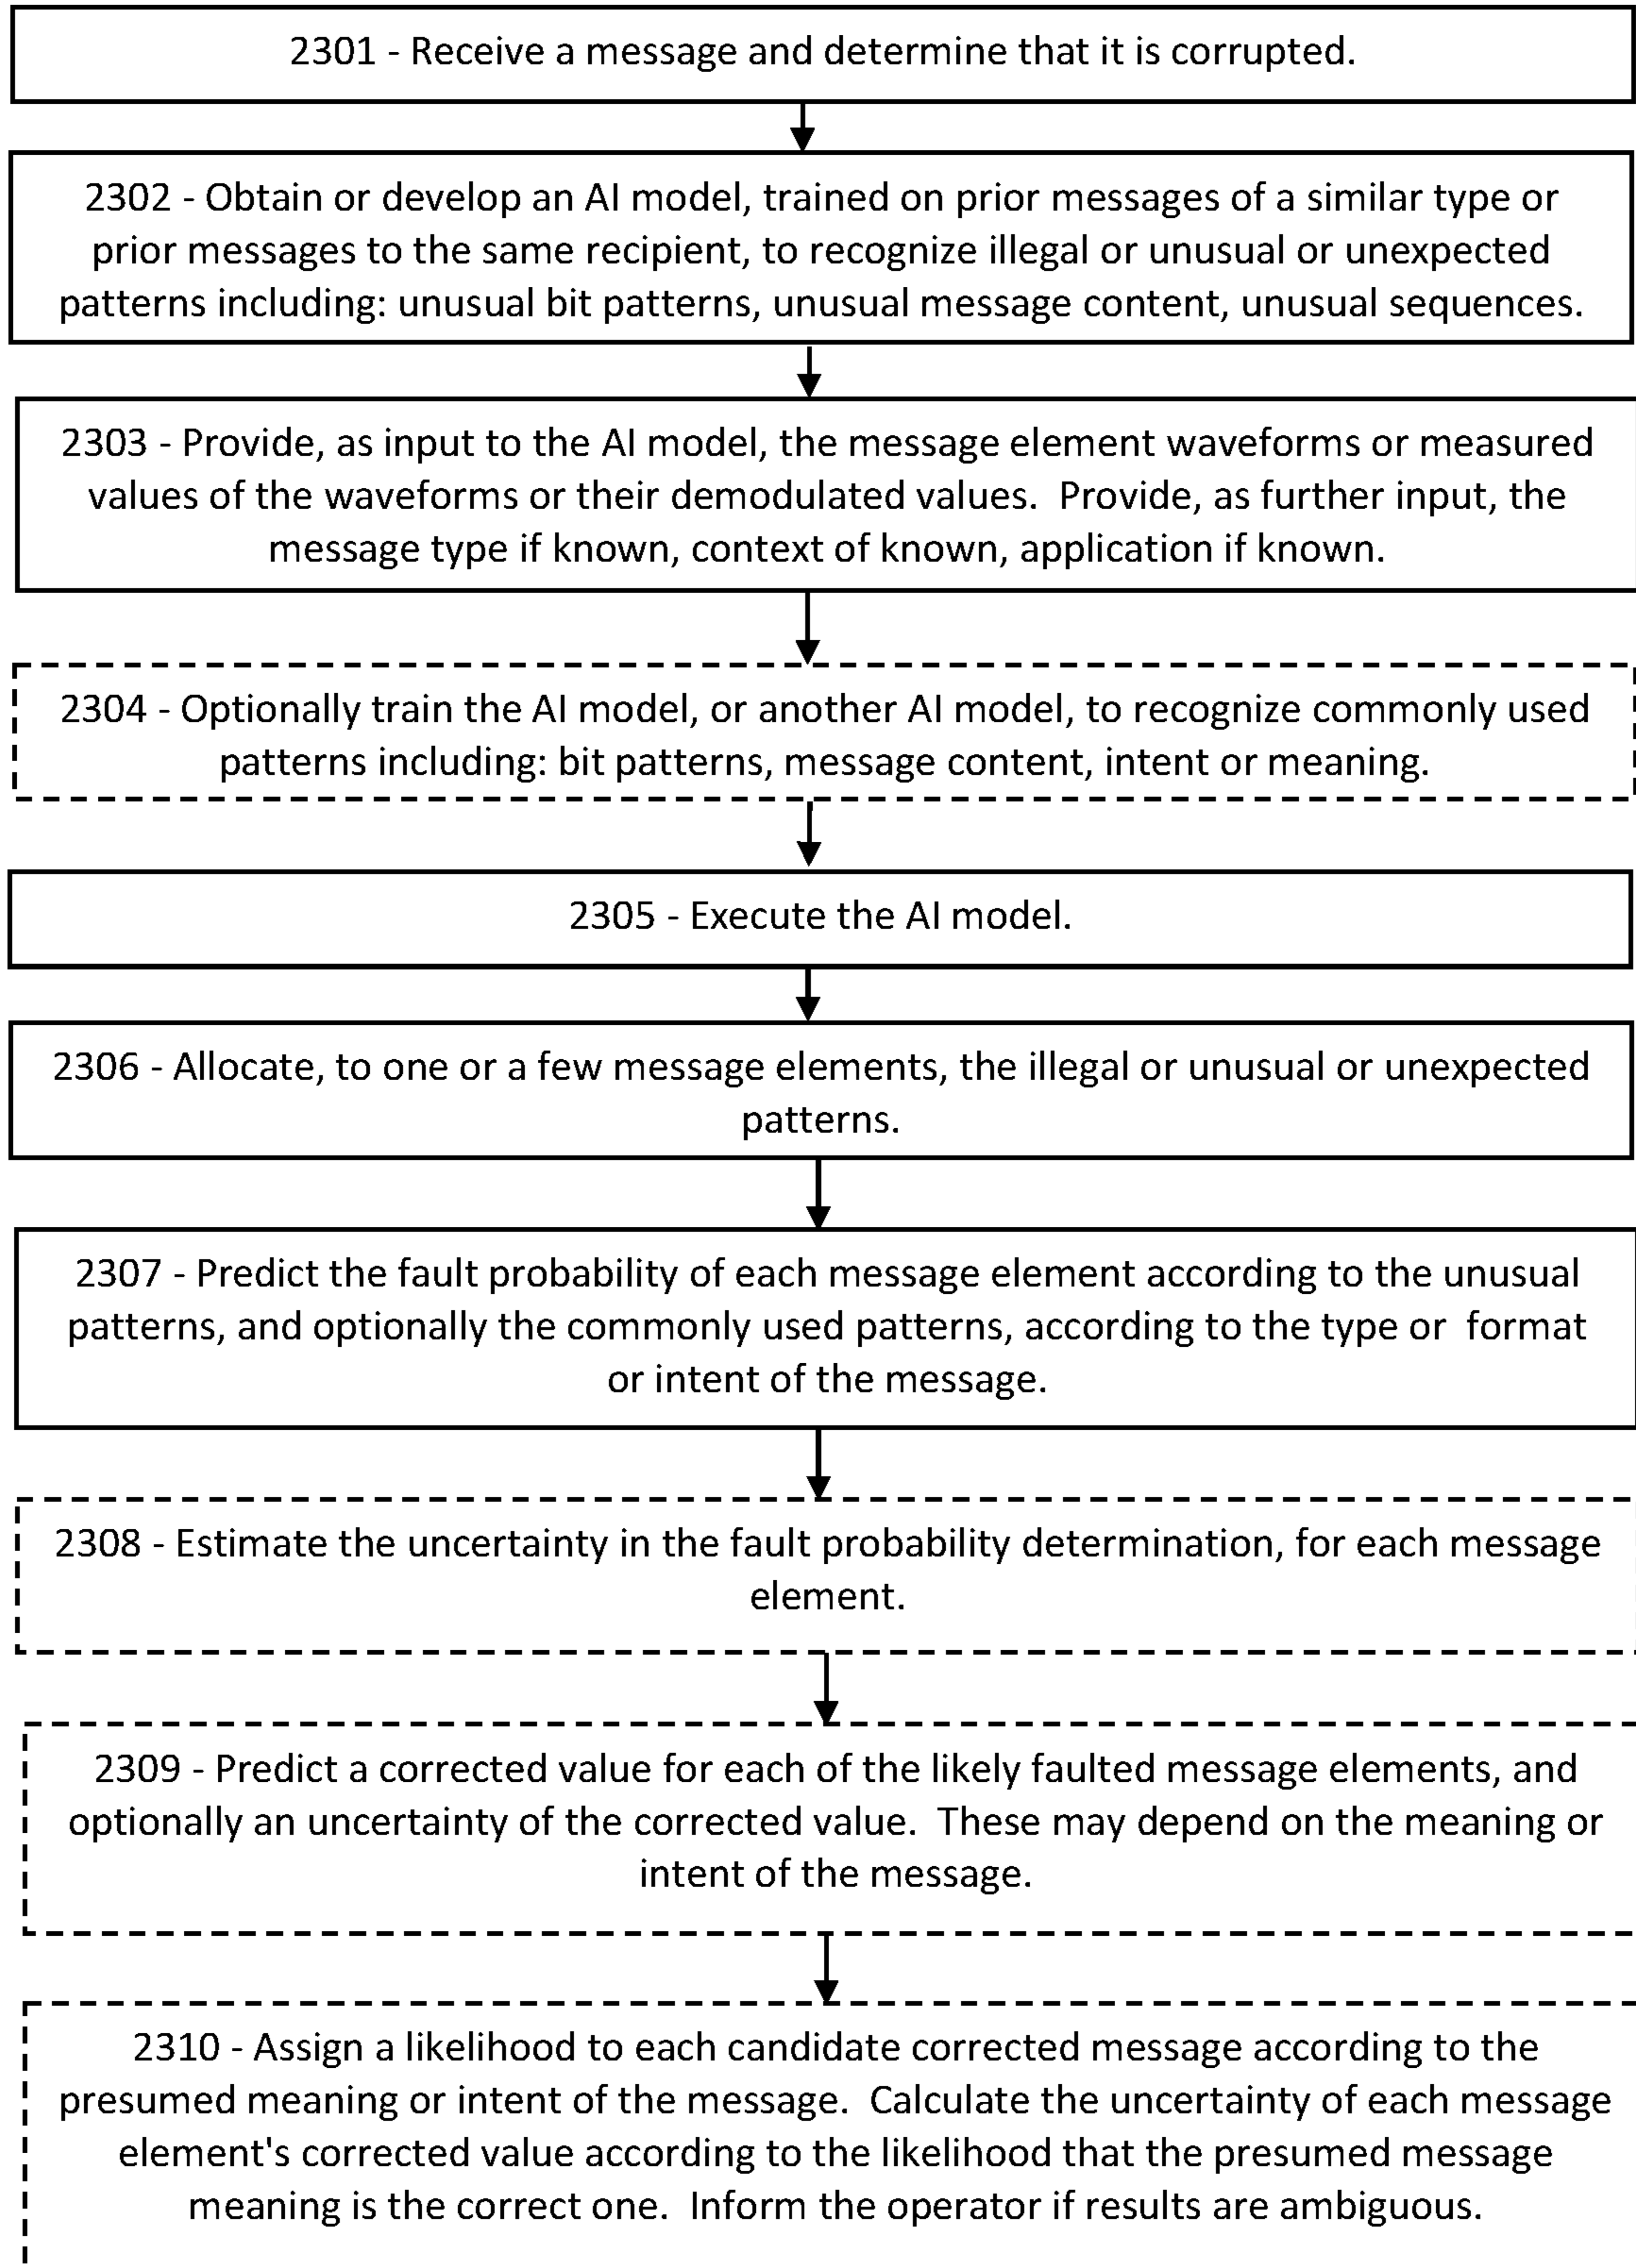 2301 - Receive a message and determine that it is corrupted.
2302 - Obtain or develop an AI model, trained on prior messages of a similar type or
prior messages to the same recipient, to recognize illegal or unusual or unexpected
patterns including: unusual bit patterns, unusual message content, unusual sequences.
2303 - Provide, as input to the AI model, the message element waveforms or measured
values of the waveforms or their demodulated values.  Provide, as further input, the
message type if known, context of known, application if known.
2304 - Optionally train the AI model, or another AI model, to recognize commonly used
patterns including: bit patterns, message content, intent or meaning.
2305 - Execute the AI model.
2306 - Allocate, to one or a few message elements, the illegal or unusual or unexpected
patterns.
2307 - Predict the fault probability of each message element according to the unusual
patterns, and optionally the commonly used patterns, according to the type or  format
or intent of the message.
2308 - Estimate the uncertainty in the fault probability determination, for each message
element.
2309 - Predict a corrected value for each of the likely faulted message elements, and
optionally an uncertainty of the corrected value.  These may depend on the meaning or
intent of the message.
2310 - Assign a likelihood to each candidate corrected message according to the
presumed meaning or intent of the message.  Calculate the uncertainty of each message
element's corrected value according to the likelihood that the presumed message
meaning is the correct one.  Inform the operator if results are ambiguous.